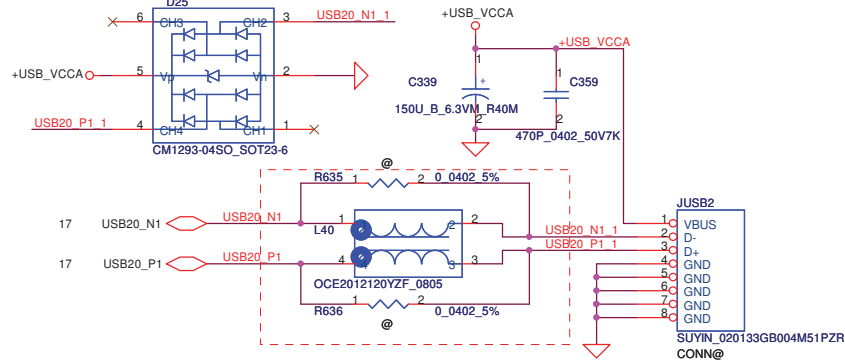 D25
6 CH3 CH2 3 USB20_N1_1
+USB_VCCA 5 Vp Vn 2
USB20_P1_1 4 CH4 CH1 1
CM1293-04SO_SOT23-6
+USB_VCCA
+USB_VCCA
1 1
C339 + C359
150U_B_6.3VM_R40M
2 2
470P_0402_50V7K
@
R635 1 2 0_0402_5%
17 USB20_N1 USB20_N1 1 2 2
L40
USB20_N1_1
17 USB20_P1 USB20_P1 4 3 3
USB20_P1_1
OCE2012120YZF_0805
R636 1 2 0_0402_5%
@
JUSB2
1 VBUS
2 D-
3 D+
4 GND
5 GND
6 GND
7 GND
8 GND
SUYIN_020133GB004M51PZR
CONN@